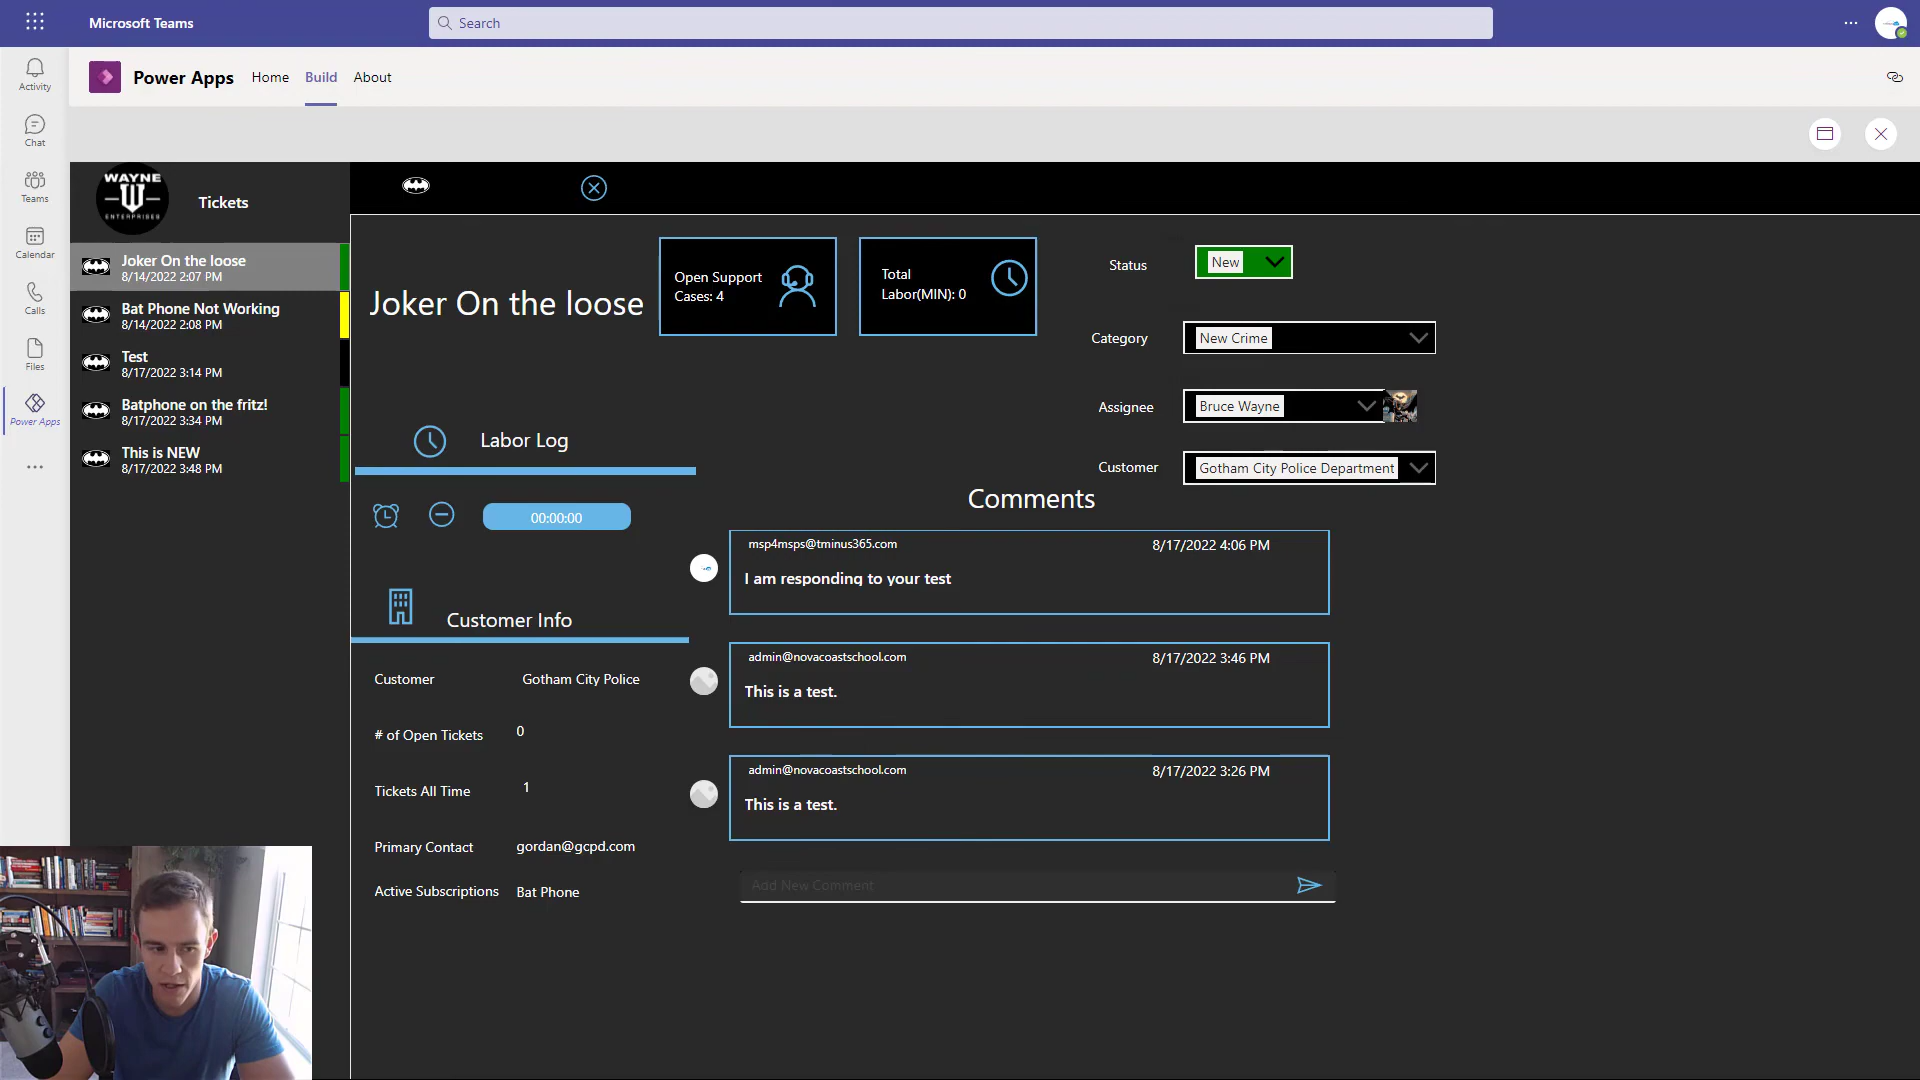 Microsoft Teams
Search
Activity
Chat
Teams
Calendar
Calls
Files
Power Apps
Power Apps
Home
Build
About
WAYNE
W
ENTERPRISES
Tickets
Joker On the loose
8/14/2022 2:07 PM
Bat Phone Not Working
8/14/2022 2:08 PM
Test
8/17/2022 3:14 PM
Batphone on the fritz!
8/17/2022 3:34 PM
This is NEW
8/17/2022 3:48 PM
Joker On the loose
Open Support
Cases: 4
Total
Labor(MIN): 0
Status
New
Category
New Crime
Assignee
Bruce Wayne
Customer
Gotham City Police Department
Labor Log
00:00:00
Customer Info
Customer
Gotham City Police
# of Open Tickets
0
Tickets All Time
1
Primary Contact
gordan@gcpd.com
Active Subscriptions
Bat Phone
Comments
msp4msps@tminus365.com
8/17/2022 4:06 PM
I am responding to your test
admin@novacoastschool.com
8/17/2022 3:46 PM
This is a test.
admin@novacoastschool.com
8/17/2022 3:26 PM
This is a test.
Add New Comment